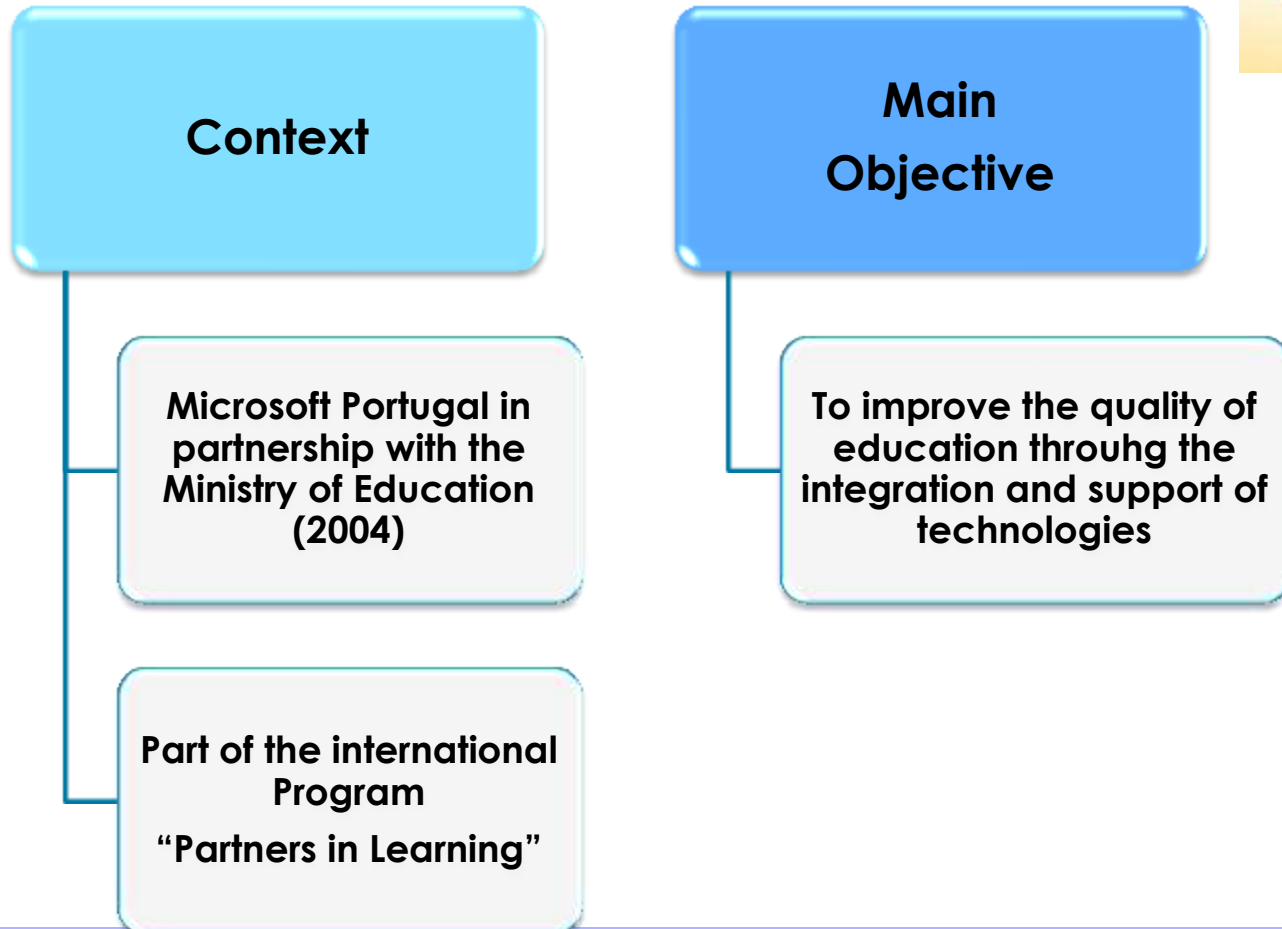 Context
Microsoft Portugal in
partnership with the
Ministry of Education
(2004)
Part of the international
Program
“Partners in Learning”
Main
Objective
To improve the quality of
education throuhg the
integration and support of
technologies